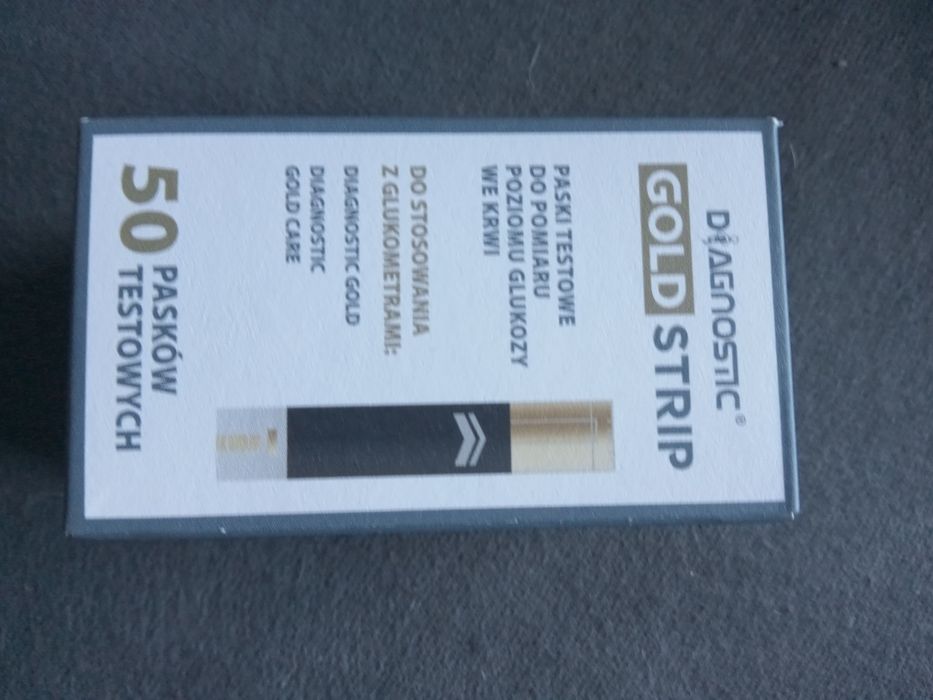 DIAGNOSTIC®
GOLD STRIP
PASKI TESTOWE
DO POMIARU
POZIOMU GLUKOZY
WE KRWI
DO STOSOWANIA
Z GLUKOMETRAMI:
DIAGNOSTIC GOLD
DIAGNOSTIC
GOLD CARE
50 PASKÓW
TESTOWYCH